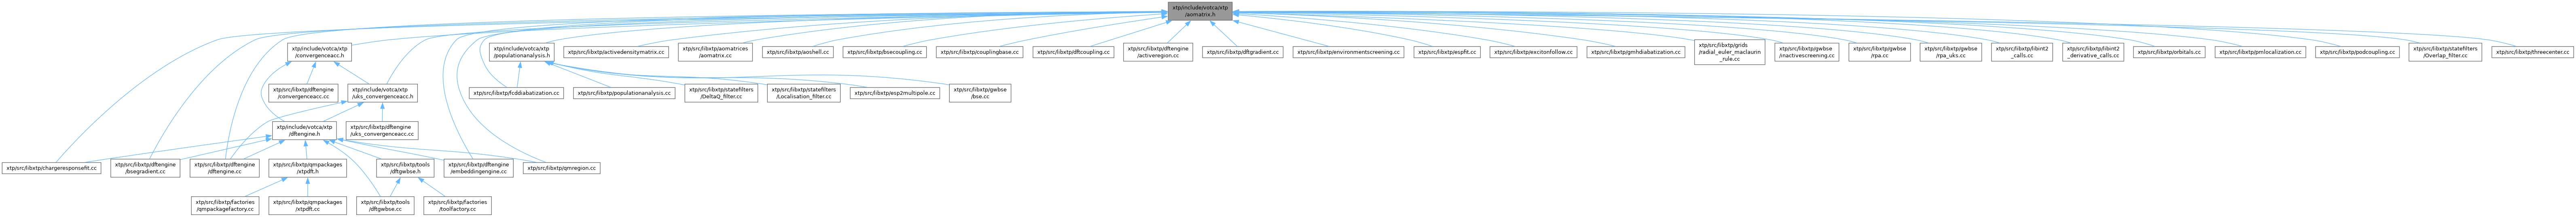 xtp/include/votca/xtp
/aomatrix.h
xtp/include/votca/xtp
/convergenceacc.h
xtp/include/votca/xtp
/populationanalysis.h
xtp/src/libxtp/activedensitymatrix.cc
xtp/src/libxtp/aomatrices
/aomatrix.cc
xtp/src/libxtp/aoshell.cc
xtp/src/libxtp/bsecoupling.cc
xtp/src/libxtp/couplingbase.cc
xtp/src/libxtp/dftcoupling.cc
xtp/src/libxtp/dftengine
/activeregion.cc
xtp/src/libxtp/dftgradient.cc
xtp/src/libxtp/environmentscreening.cc
xtp/src/libxtp/espfit.cc
xtp/src/libxtp/excitonfollow.cc
xtp/src/libxtp/gmhdiabatization.cc
xtp/src/libxtp/grids
/radial_euler_maclaurin
_rule.cc
xtp/src/libxtp/gwbse
/inactivescreening.cc
xtp/src/libxtp/gwbse
/rpa.cc
xtp/src/libxtp/gwbse
/rpa_uks.cc
xtp/src/libxtp/libint2
_calls.cc
xtp/src/libxtp/libint2
_derivative_calls.cc
xtp/src/libxtp/orbitals.cc
xtp/src/libxtp/pmlocalization.cc
xtp/src/libxtp/podcoupling.cc
xtp/src/libxtp/statefilters
/Overlap_filter.cc
xtp/src/libxtp/threecenter.cc
xtp/src/libxtp/dftengine
/convergenceacc.cc
xtp/include/votca/xtp
/uks_convergenceacc.h
xtp/src/libxtp/fcddiabatization.cc
xtp/src/libxtp/populationanalysis.cc
xtp/src/libxtp/statefilters
/DeltaQ_filter.cc
xtp/src/libxtp/statefilters
/Localisation_filter.cc
xtp/src/libxtp/esp2multipole.cc
xtp/src/libxtp/gwbse
/bse.cc
xtp/include/votca/xtp
/dftengine.h
xtp/src/libxtp/dftengine
/uks_convergenceacc.cc
xtp/src/libxtp/chargeresponsefit.cc
xtp/src/libxtp/dftengine
/bsegradient.cc
xtp/src/libxtp/dftengine
/dftengine.cc
xtp/src/libxtp/qmpackages
/xtpdft.h
xtp/src/libxtp/tools
/dftgwbse.h
xtp/src/libxtp/dftengine
/embeddingengine.cc
xtp/src/libxtp/qmregion.cc
xtp/src/libxtp/factories
/qmpackagefactory.cc
xtp/src/libxtp/qmpackages
/xtpdft.cc
xtp/src/libxtp/tools
/dftgwbse.cc
xtp/src/libxtp/factories
/toolfactory.cc